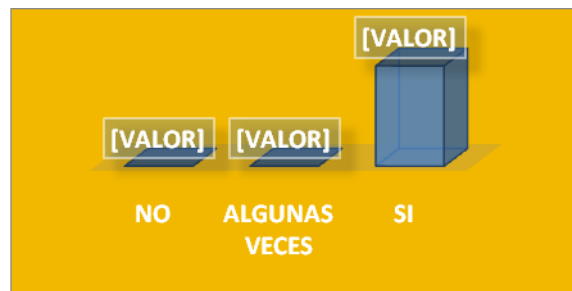 [VALOR]
[VALOR] [VALOR]
NO ALGUNAS VECES SI